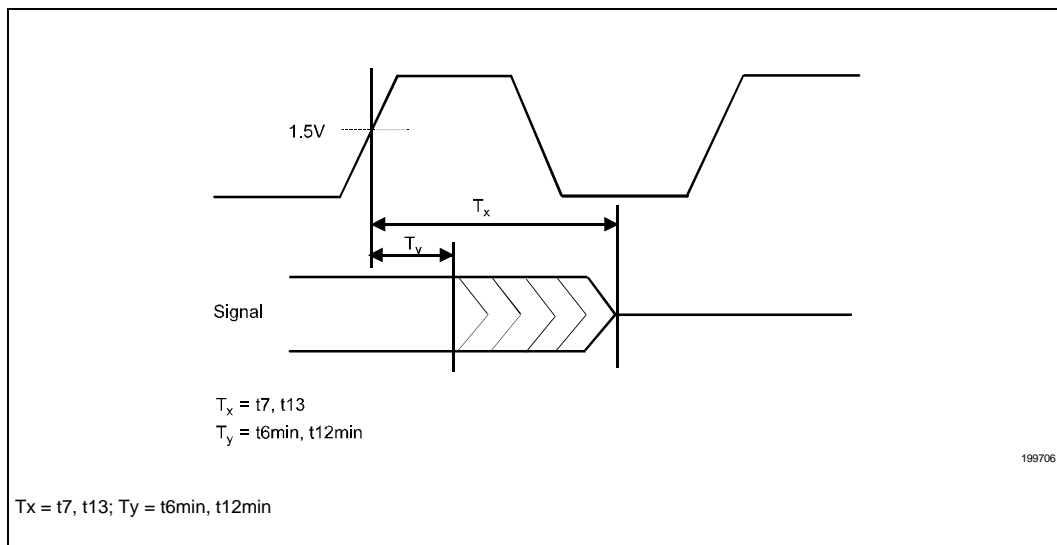 1.5V
Tx
Ty
Signal
Tx = t7, t13
Ty = t6min, t12min
199706
Tx = t7, t13; Ty = t6min, t12min